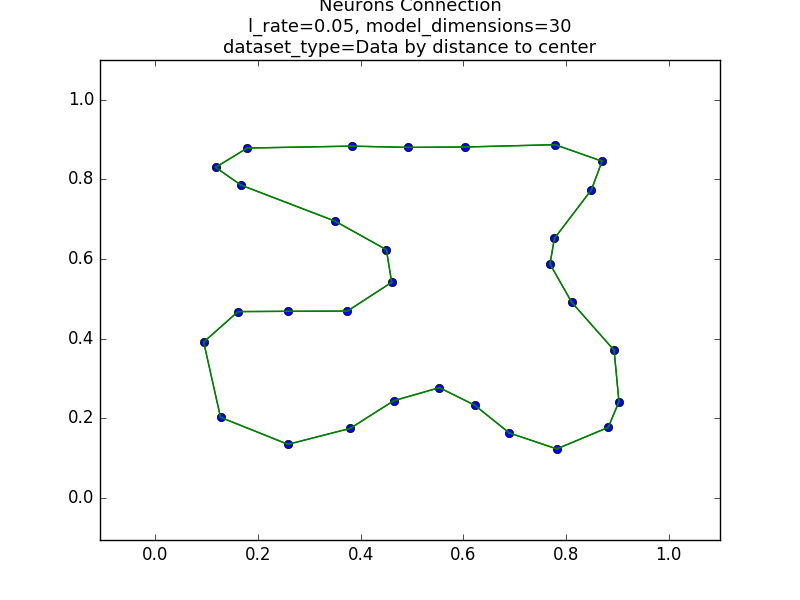 Neurons Connection
l_rate=0.05, model_dimensions=30
dataset_type=Data by distance to center
1.0
0.8
0.6
0.4
0.2
0.0
0.0 0.2 0.4 0.6 0.8 1.0